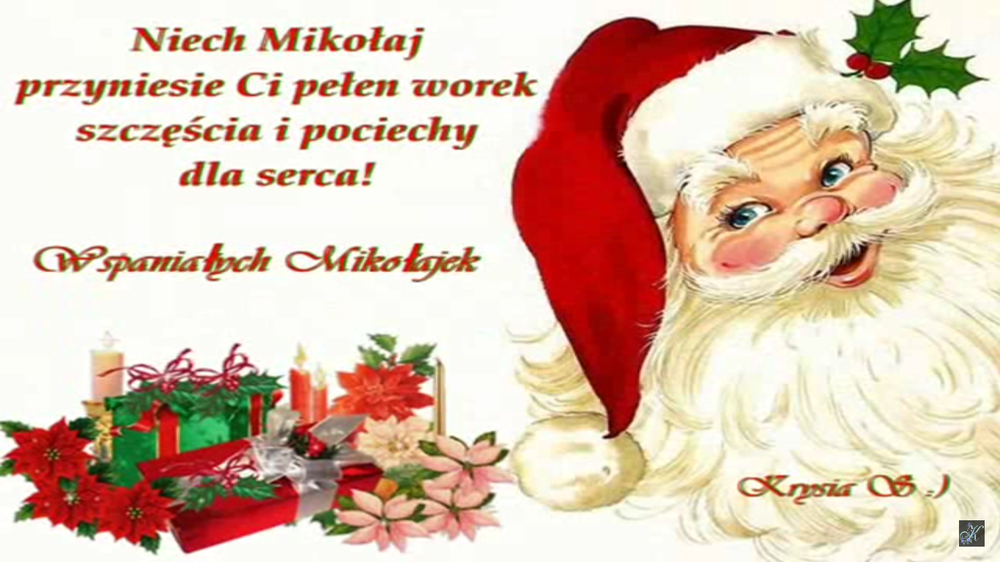 Niech Mikołaj
przyniesie Ci pełen worek
szczęścia i pociechy
dla serca!
Wspaniałych Mikołajek
Krysia S :)
K